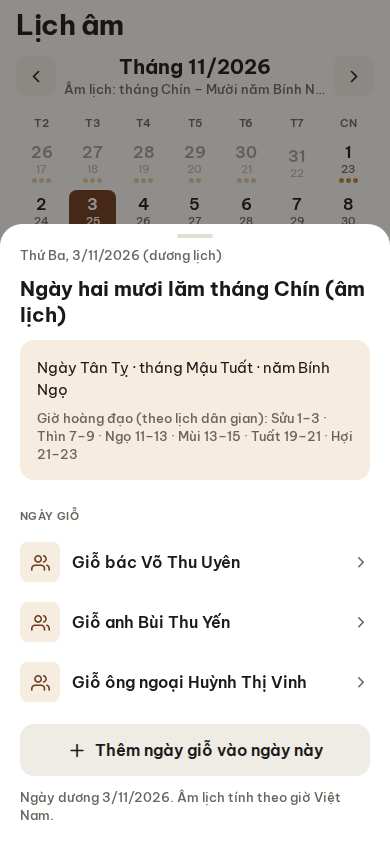 Lịch âm
Tháng 11/2026
Âm lịch: tháng Chín – Mười năm Bính N…
T2 T3 T4 T5 T6 T7 CN
26 27 28 29 30 31 1
17 18 19 20 21 22 23
2 3 4 5 6 7 8
24 25 26 27 28 29 30
Thứ Ba, 3/11/2026 (dương lịch)
Ngày hai mươi lăm tháng Chín (âm
lịch)
Ngày Tân Tỵ · tháng Mậu Tuất · năm Bính
Ngọ
Giờ hoàng đạo (theo lịch dân gian): Sửu 1–3 ·
Thìn 7–9 · Ngọ 11–13 · Mùi 13–15 · Tuất 19–21 · Hợi
21–23
NGÀY GIỖ
Giỗ bác Võ Thu Uyên
Giỗ anh Bùi Thu Yến
Giỗ ông ngoại Huỳnh Thị Vinh
Thêm ngày giỗ vào ngày này
Ngày dương 3/11/2026. Âm lịch tính theo giờ Việt
Nam.